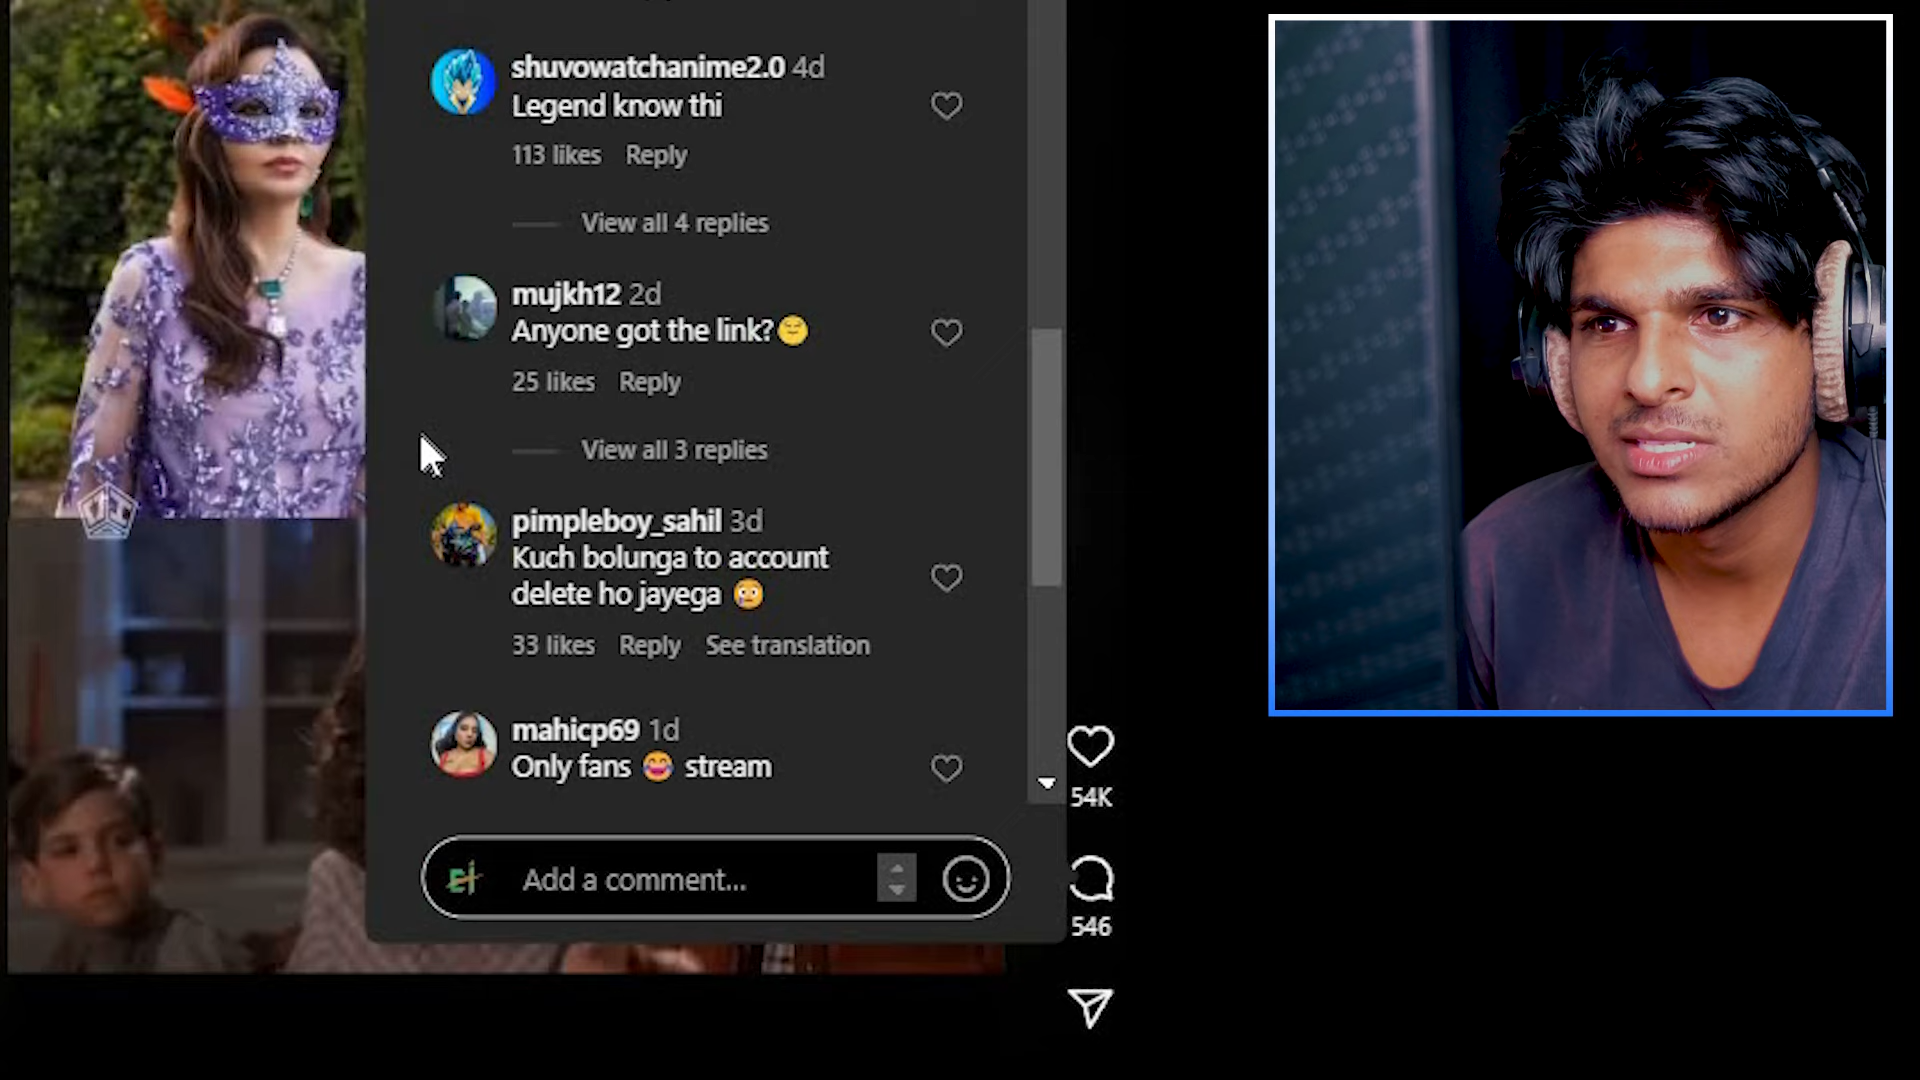 shuvowatchanime2.0 4d
Legend know thi
113 likes Reply
View all 4 replies
mujkh12 2d
Anyone got the link?😌
25 likes Reply
View all 3 replies
pimpleboy_sahil 3d
Kuch bolunga to account
delete ho jayega 😢
33 likes Reply See translation
mahicp69 1d
Only fans 😂 stream
54K
Add a comment...
546